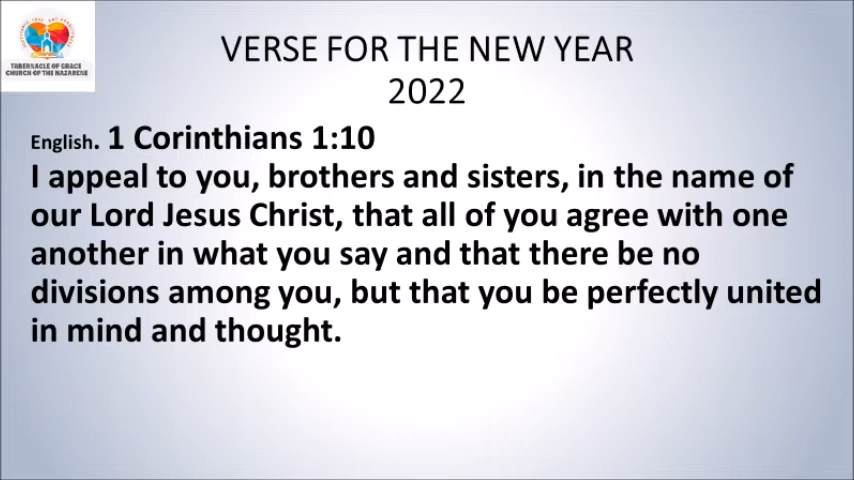 TABERNACLE OF GRACE
CHURCH OF THE NAZARENE
VERSE FOR THE NEW YEAR
2022
English. 1 Corinthians 1:10
I appeal to you, brothers and sisters, in the name of
our Lord Jesus Christ, that all of you agree with one
another in what you say and that there be no
divisions among you, but that you be perfectly united
in mind and thought.